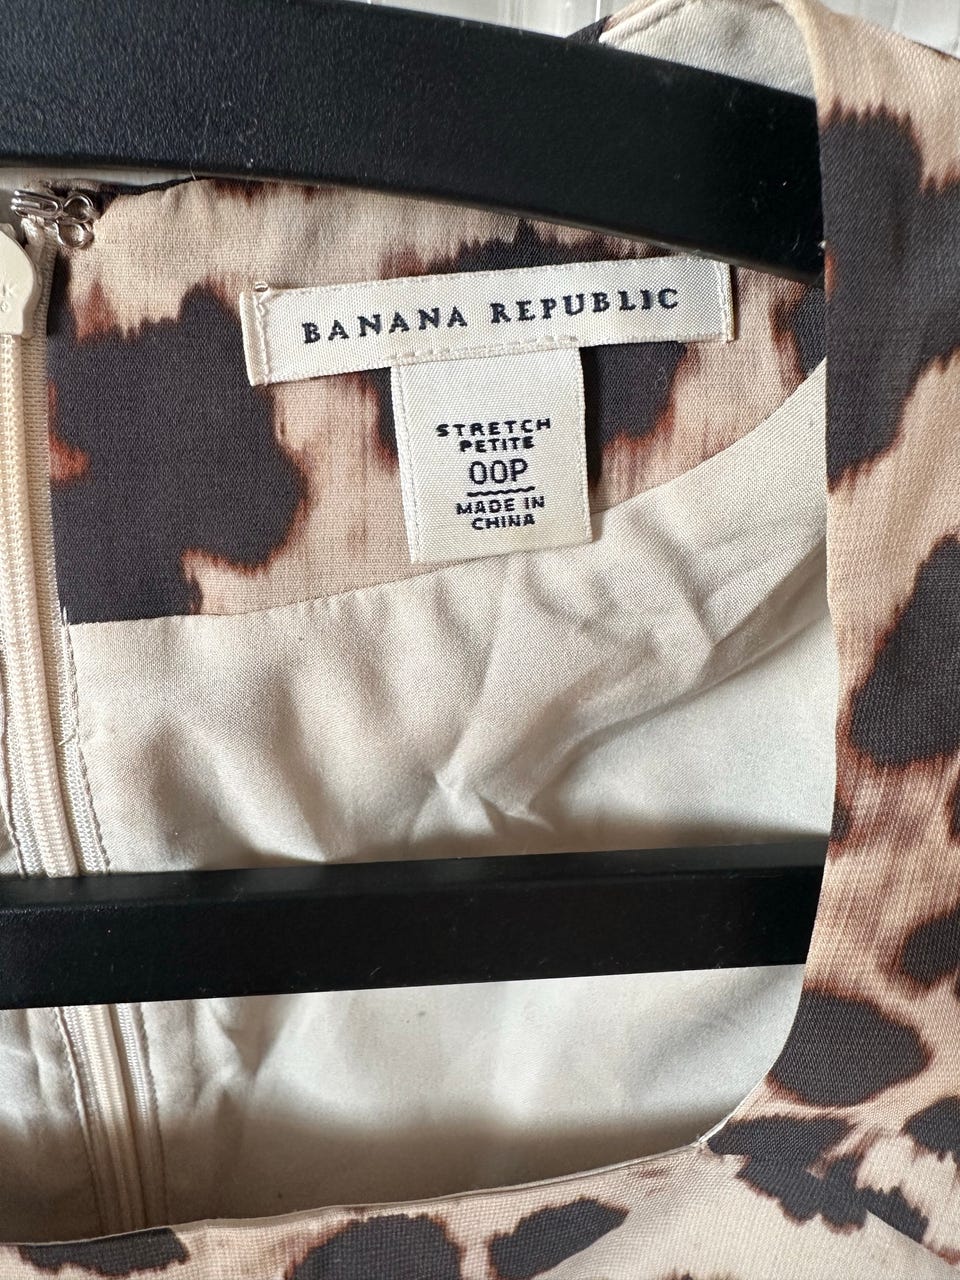 BANANA REPUBLIC
STRETCH
PETITE
00P
MADE IN
CHINA